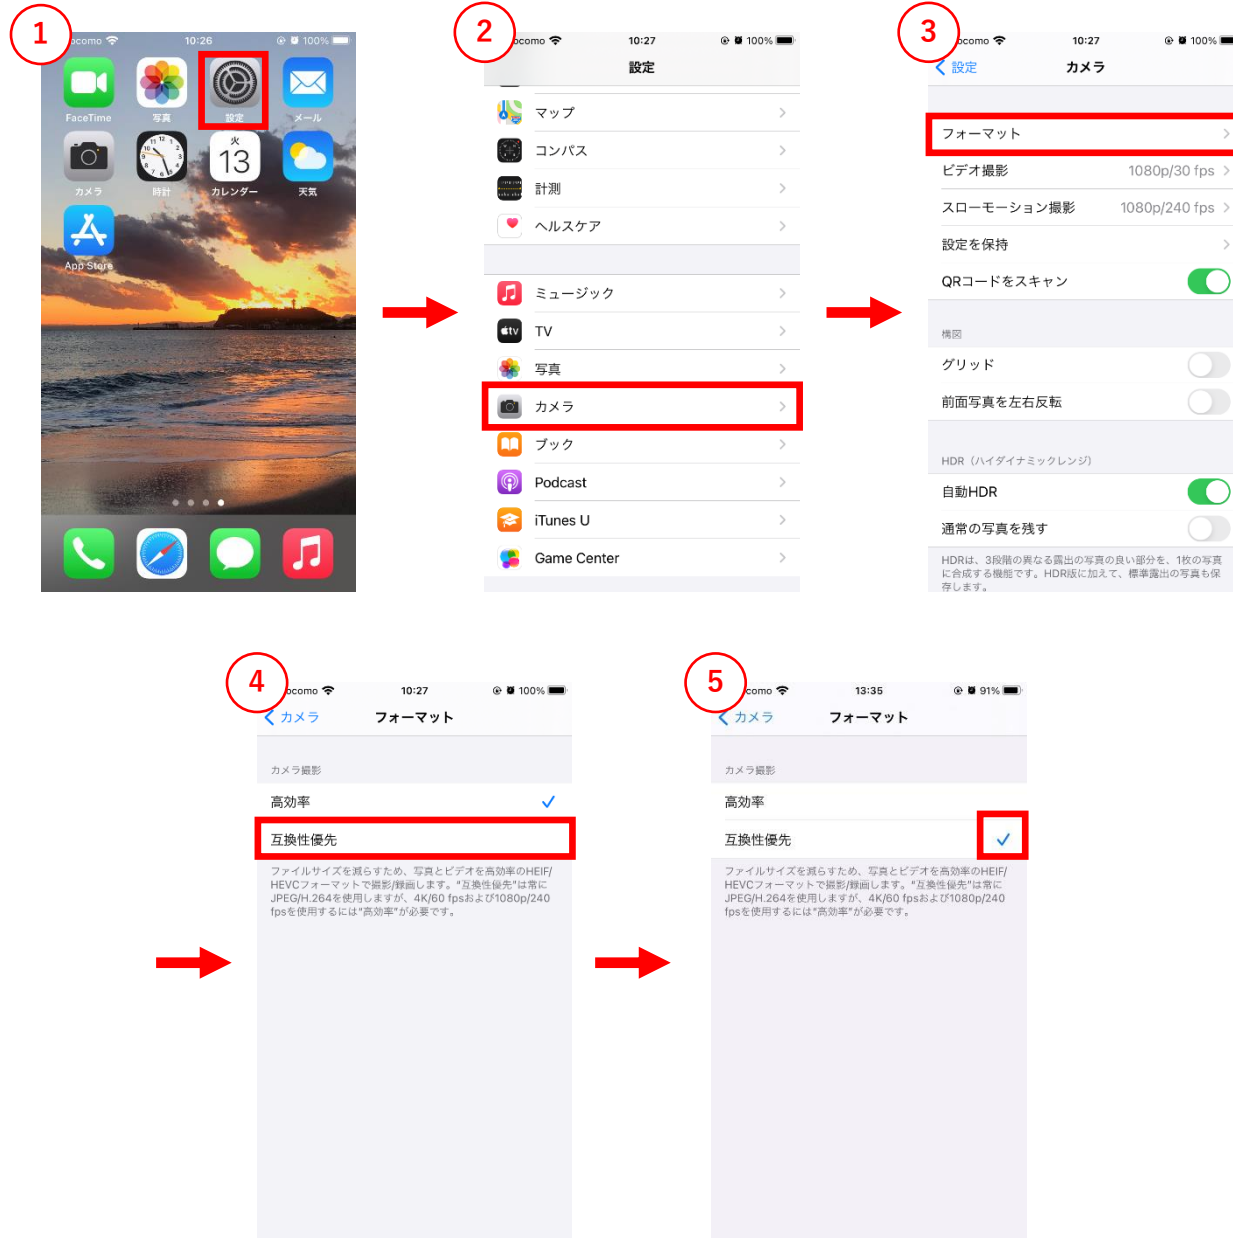 1
ocomo 10:26 100%
FaceTime 写真 設定 メール
火
13
カメラ 時計 カレンダー 天気
App Store
2
ocomo 10:27 100%
設定
マップ
コンパス
計測
ヘルスケア
ミュージック
tv TV
写真
カメラ
ブック
Podcast
iTunes U
Game Center
3
ocomo 10:27 100%
設定 カメラ
フォーマット
ビデオ撮影 1080p/30 fps
スローモーション撮影 1080p/240 fps
設定を保持
QRコードをスキャン
構図
グリッド
前面写真を左右反転
HDR（ハイダイナミックレンジ）
自動HDR
通常の写真を残す
HDRは、3段階の異なる露出の写真の良い部分を、1枚の写真
に合成する機能です。HDR版に加えて、標準露出の写真も保
存します。
4
ocomo 10:27 100%
カメラ フォーマット
カメラ撮影
高効率
互換性優先
ファイルサイズを減らすため、写真とビデオを高効率のHEIF/
HEVCフォーマットで撮影/録画します。"互換性優先"は常に
JPEG/H.264を使用しますが、4K/60 fpsおよび1080p/240
fpsを使用するには"高効率"が必要です。
5
como 13:35 91%
カメラ フォーマット
カメラ撮影
高効率
互換性優先
ファイルサイズを減らすため、写真とビデオを高効率のHEIF/
HEVCフォーマットで撮影/録画します。"互換性優先"は常に
JPEG/H.264を使用しますが、4K/60 fpsおよび1080p/240
fpsを使用するには"高効率"が必要です。